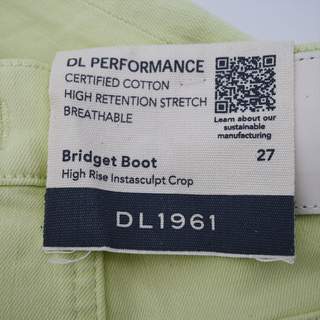 DL PERFORMANCE
CERTIFIED COTTON
HIGH RETENTION STRETCH
BREATHABLE
Learn about our
sustainable
manufacturing
Bridget Boot 27
High Rise Instasculpt Crop
DL1961